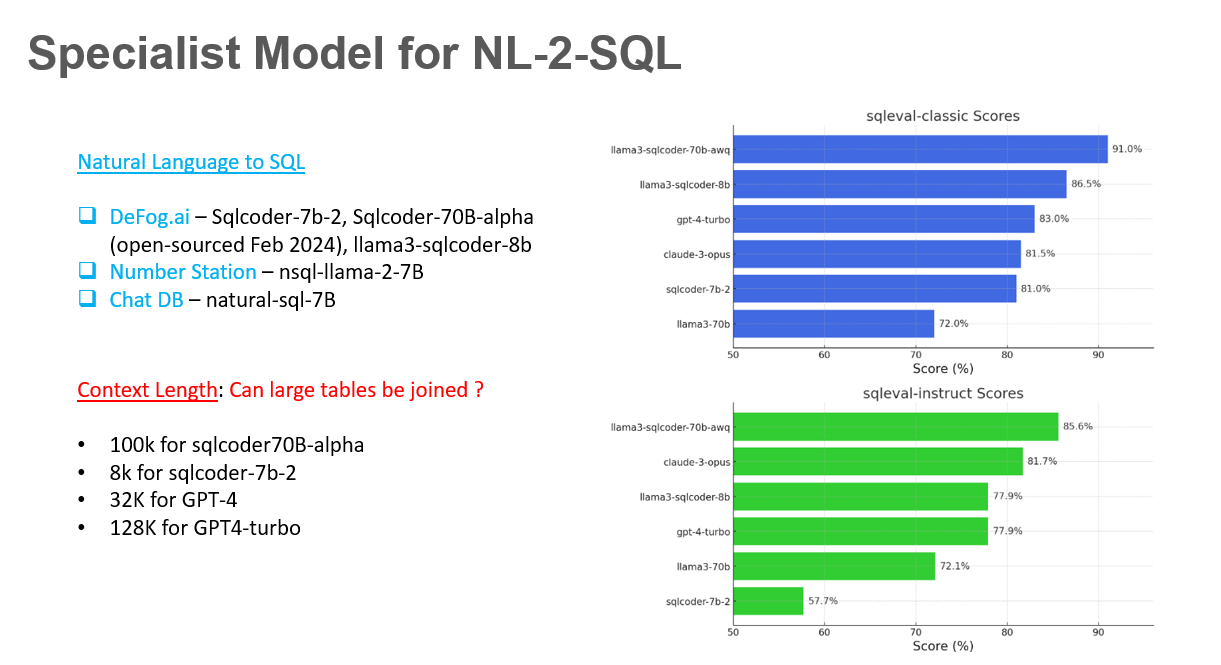 Specialist Model for NL-2-SQL
Natural Language to SQL
❑ DeFog.ai – Sqlcoder-7b-2, Sqlcoder-70B-alpha
(open-sourced Feb 2024), llama3-sqlcoder-8b
❑ Number Station – nsql-llama-2-7B
❑ Chat DB – natural-sql-7B
Context Length: Can large tables be joined ?
• 100k for sqlcoder70B-alpha
• 8k for sqlcoder-7b-2
• 32K for GPT-4
• 128K for GPT4-turbo
sqleval-classic Scores
llama3-sqlcoder-70b-awq 91.0%
llama3-sqlcoder-8b 86.5%
gpt-4-turbo 83.0%
claude-3-opus 81.5%
sqlcoder-7b-2 81.0%
llama3-70b 72.0%
50 60 70 80 90
Score (%)
sqleval-instruct Scores
llama3-sqlcoder-70b-awq 85.6%
claude-3-opus 81.7%
llama3-sqlcoder-8b 77.9%
gpt-4-turbo 77.9%
llama3-70b 72.1%
sqlcoder-7b-2 57.7%
50 60 70 80 90
Score (%)